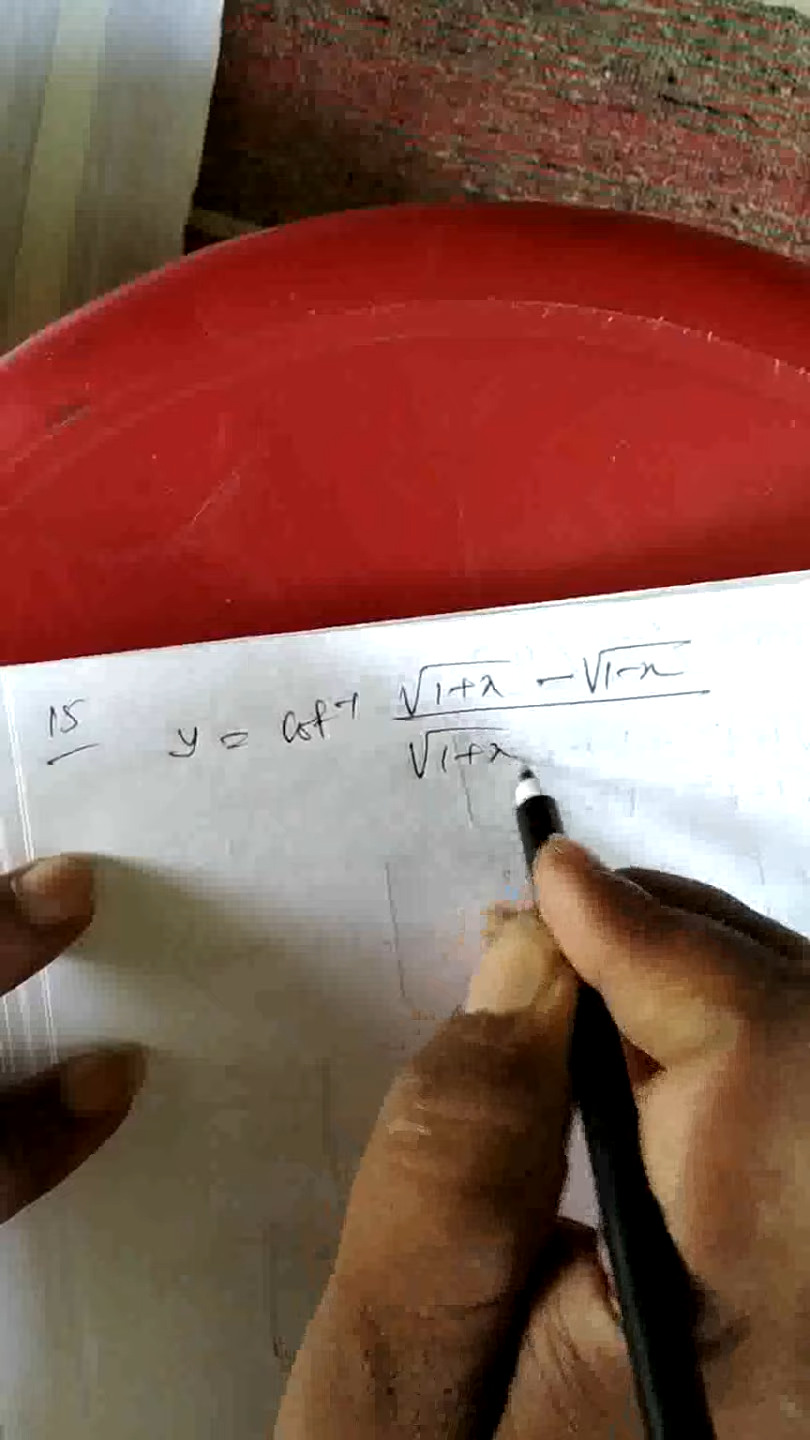 15 y = cot⁻¹ √1+x - √1-x
√1+x